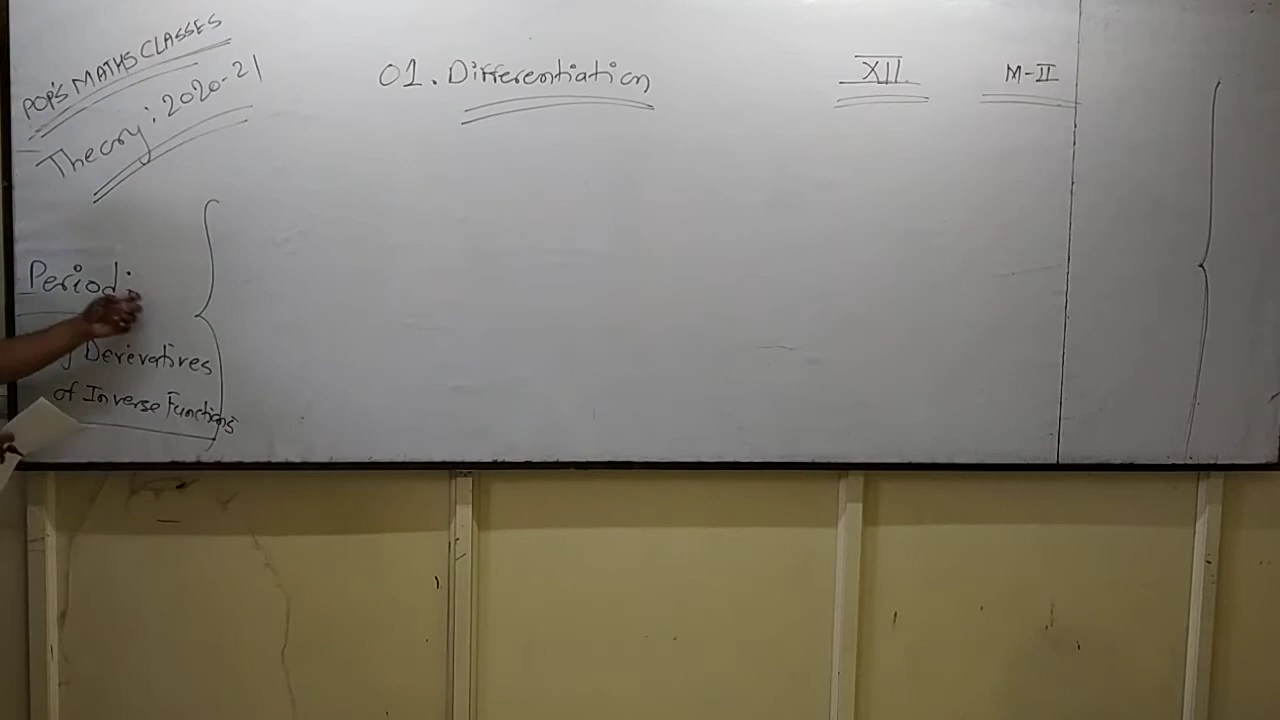 POP'S MATHS CLASSES
Theory: 2020-21
01. Differentiation
XII
M-II
Period:
Derevatives
of Inverse Functions